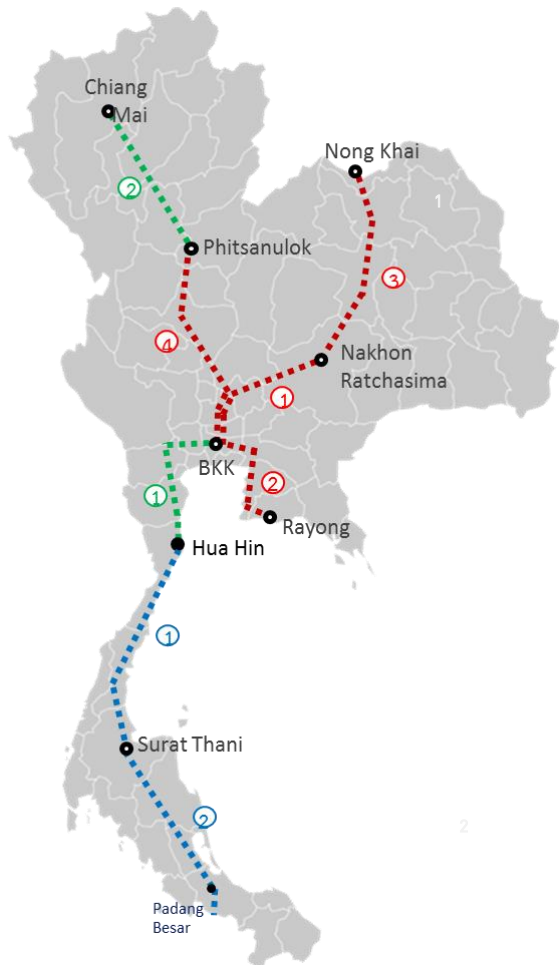 Chiang
Mai
2
Nong Khai
1
Phitsanulok
3
4
Nakhon
Ratchasima
1
BKK
2
1
Rayong
Hua Hin
1
Surat Thani
2
2
Padang
Besar